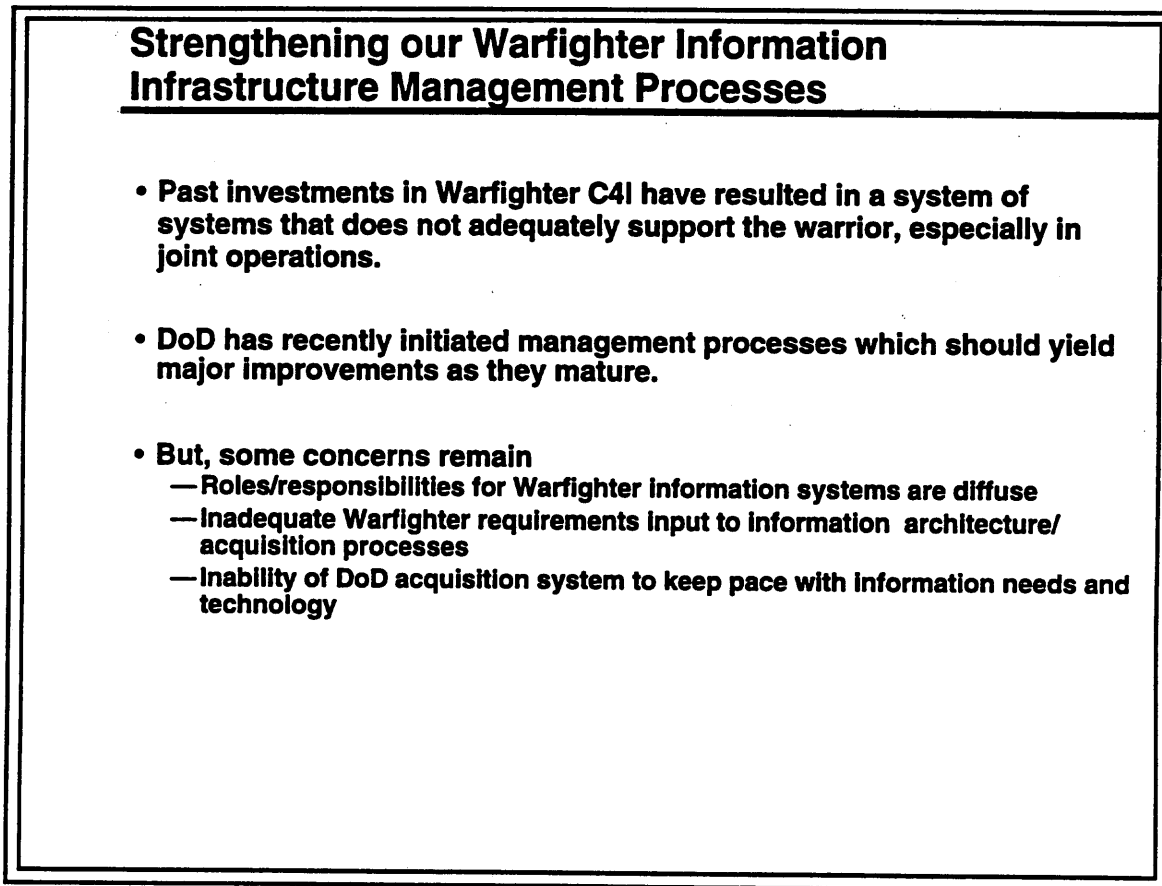 Strengthening our Warfighter Information
Infrastructure Management Processes
• Past investments in Warfighter C4I have resulted in a system of
systems that does not adequately support the warrior, especially in
joint operations.
• DoD has recently initiated management processes which should yield
major improvements as they mature.
• But, some concerns remain
—Roles/responsibilities for Warfighter information systems are diffuse
—Inadequate Warfighter requirements input to information architecture/
acquisition processes
—Inability of DoD acquisition system to keep pace with information needs and
technology